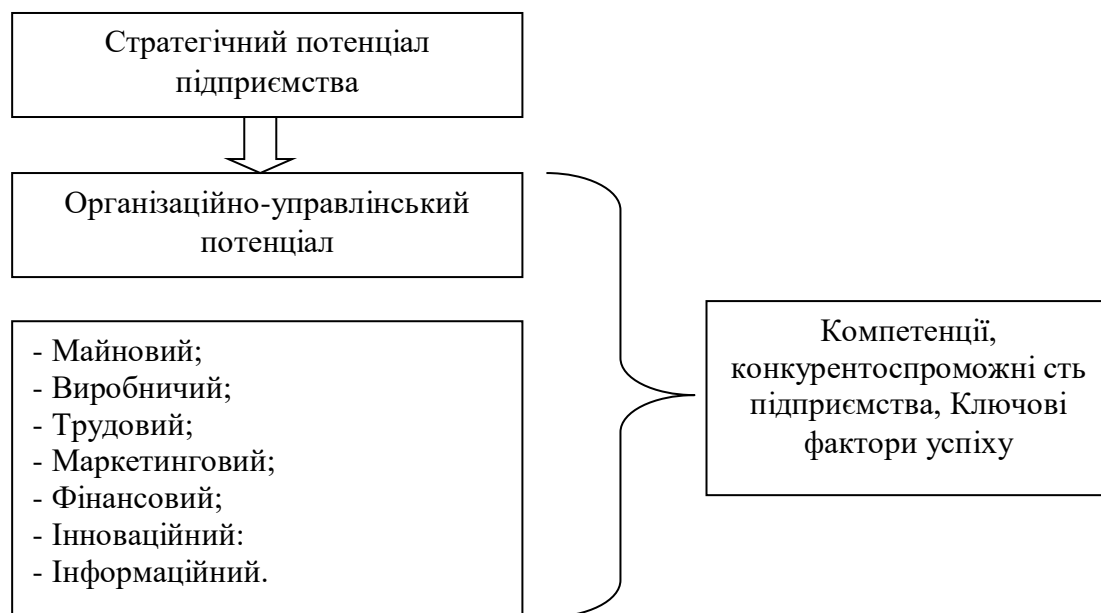 Стратегічний потенціал
підприємства
Організаційно-управлінський
потенціал
- Майновий;
- Виробничий;
- Трудовий;
- Маркетинговий;
- Фінансовий;
- Інноваційний:
- Інформаційний.
Компетенції,
конкурентоспроможні сть
підприємства, Ключові
фактори успіху